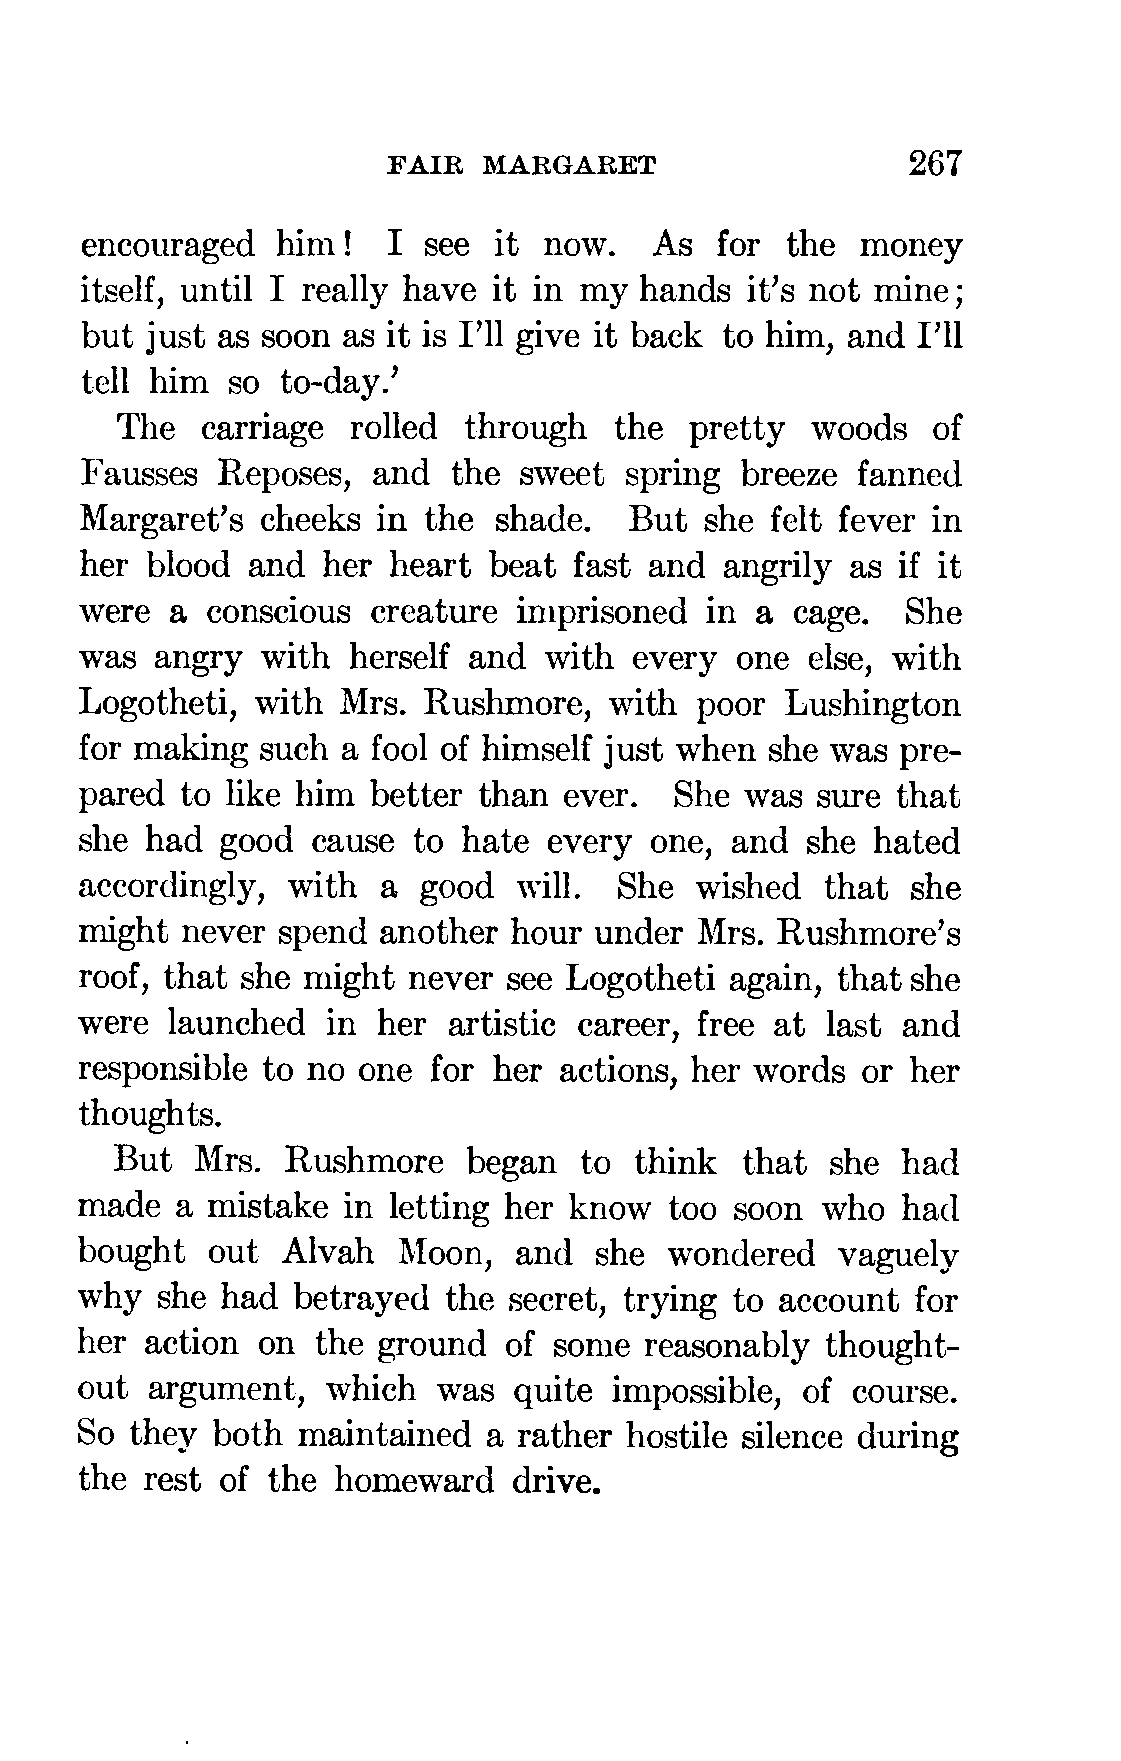 FAIR MARGARET 267
encouraged him! I see it now. As for the money
itself, until I really have it in my hands it's not mine;
but just as soon as it is I'll give it back to him, and I'll
tell him so to-day.'
The carriage rolled through the pretty woods of
Fausses Reposes, and the sweet spring breeze fanned
Margaret's cheeks in the shade. But she felt fever in
her blood and her heart beat fast and angrily as if it
were a conscious creature imprisoned in a cage. She
was angry with herself and with every one else, with
Logotheti, with Mrs. Rushmore, with poor Lushington
for making such a fool of himself just when she was pre-
pared to like him better than ever. She was sure that
she had good cause to hate every one, and she hated
accordingly, with a good will. She wished that she
might never spend another hour under Mrs. Rushmore's
roof, that she might never see Logotheti again, that she
were launched in her artistic career, free at last and
responsible to no one for her actions, her words or her
thoughts.
But Mrs. Rushmore began to think that she had
made a mistake in letting her know too soon who had
bought out Alvah Moon, and she wondered vaguely
why she had betrayed the secret, trying to account for
her action on the ground of some reasonably thought-
out argument, which was quite impossible, of course.
So they both maintained a rather hostile silence during
the rest of the homeward drive.